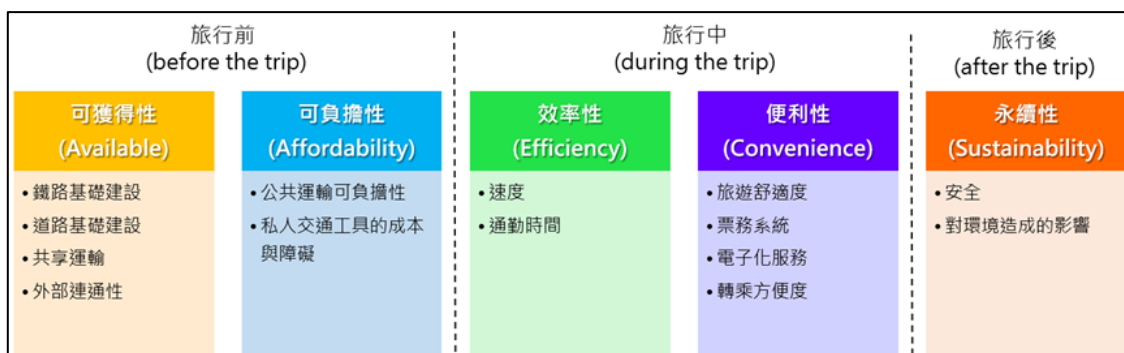 旅行前
(before the trip)
旅行中
(during the trip)
旅行後
(after the trip)
可獲得性
(Available)
• 鐵路基礎建設
• 道路基礎建設
• 共享運輸
• 外部連通性
可負擔性
(Affordability)
• 公共運輸可負擔性
• 私人交通工具的成本
與障礙
效率性
(Efficiency)
• 速度
• 通勤時間
便利性
(Convenience)
• 旅遊舒適度
• 票務系統
• 電子化服務
• 轉乘方便度
永續性
(Sustainability)
• 安全
• 對環境造成的影響